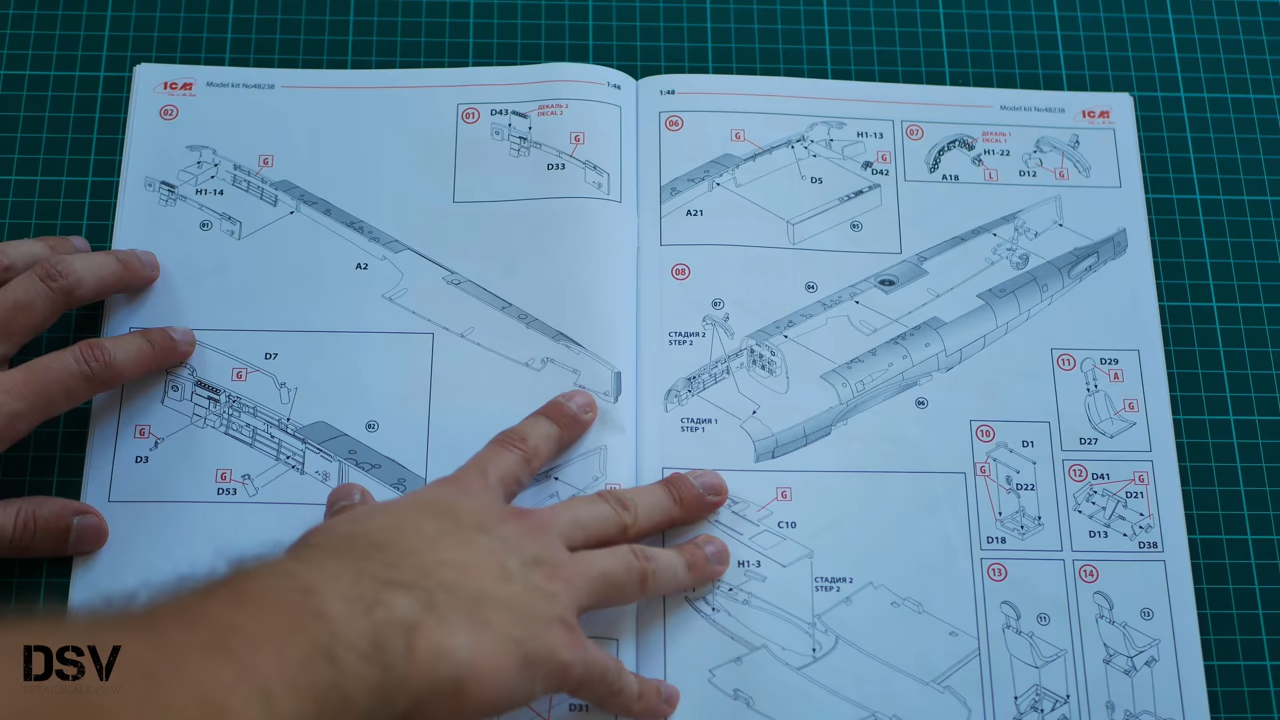 ICM
Model kit No48238
1:48
02
G
H1-14
01
A2
01
D43
ДЕКАЛЬ 2
DECAL 2
G
D33
D7
G
02
G
D3
G
D53
D31
1:48
Model kit No48238
ICM
06
G
H1-13
G
D42
D5
A21
05
07
ДЕКАЛЬ 1
DECAL 1
H1-22
A18
L
D12
G
08
04
07
СТАДИЯ 2
STEP 2
СТАДИЯ 1
STEP 1
06
11
D29
A
G
D27
10
D1
G
D22
D18
12
D41
G
D21
D13
D38
G
C10
H1-3
СТАДИЯ 2
STEP 2
13
11
14
13
DSV